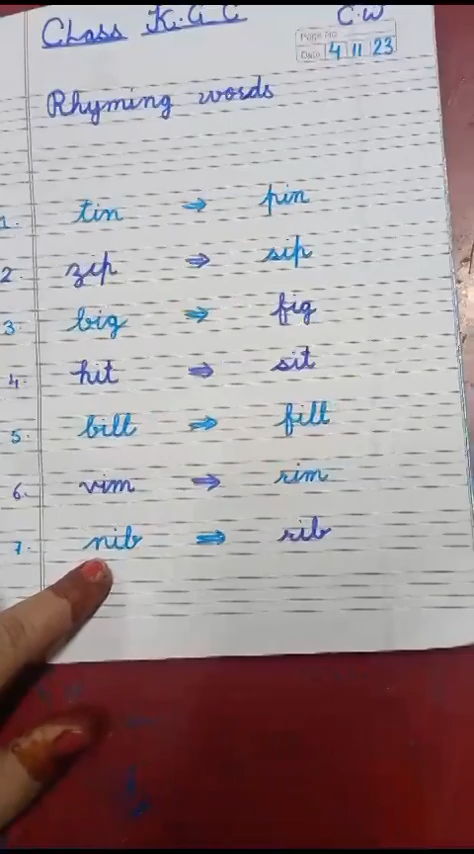 Class K.G C
C.W
Page No.
Date 4 11 23
Rhyming words
1. tin ⇒ pin
2 zip ⇒ sip
3. big ⇒ fig
4. hit ⇒ sit
5. bill ⇒ fill
6. vim ⇒ rim
7. nib ⇒ rib